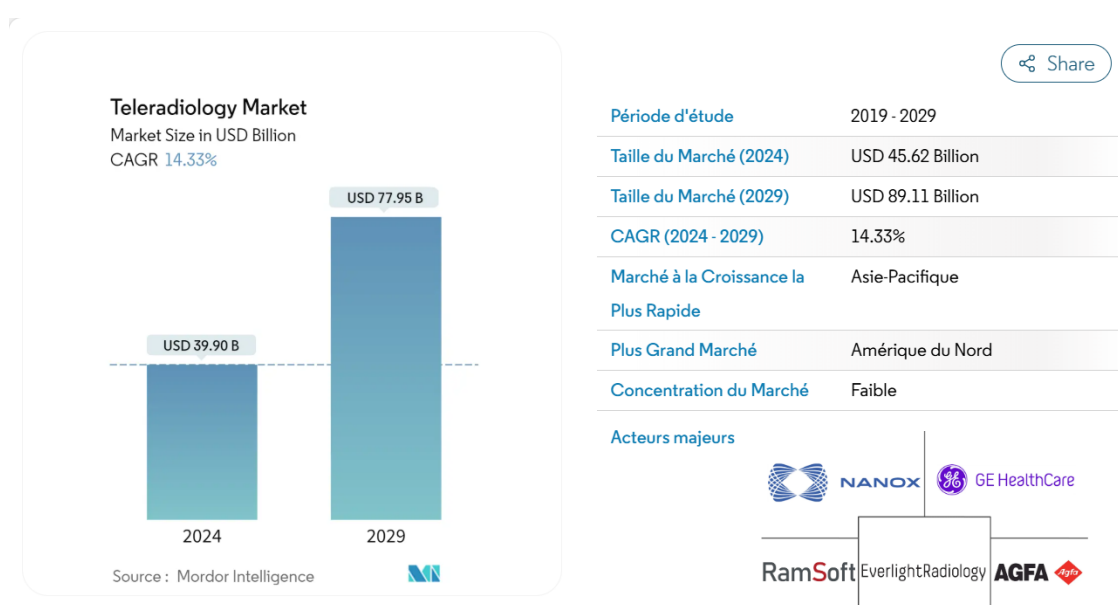 Teleradiology Market
Market Size in USD Billion
CAGR 14.33%
USD 77.95 B
USD 39.90 B
2024
2029
Source : Mordor Intelligence
Share
Période d'étude 2019 - 2029
Taille du Marché (2024) USD 45.62 Billion
Taille du Marché (2029) USD 89.11 Billion
CAGR (2024 - 2029) 14.33%
Marché à la Croissance la Asie-Pacifique
Plus Rapide
Plus Grand Marché Amérique du Nord
Concentration du Marché Faible
Acteurs majeurs
NANOX
GE HealthCare
RamSoft
EverlightRadiology
AGFA
Agfa